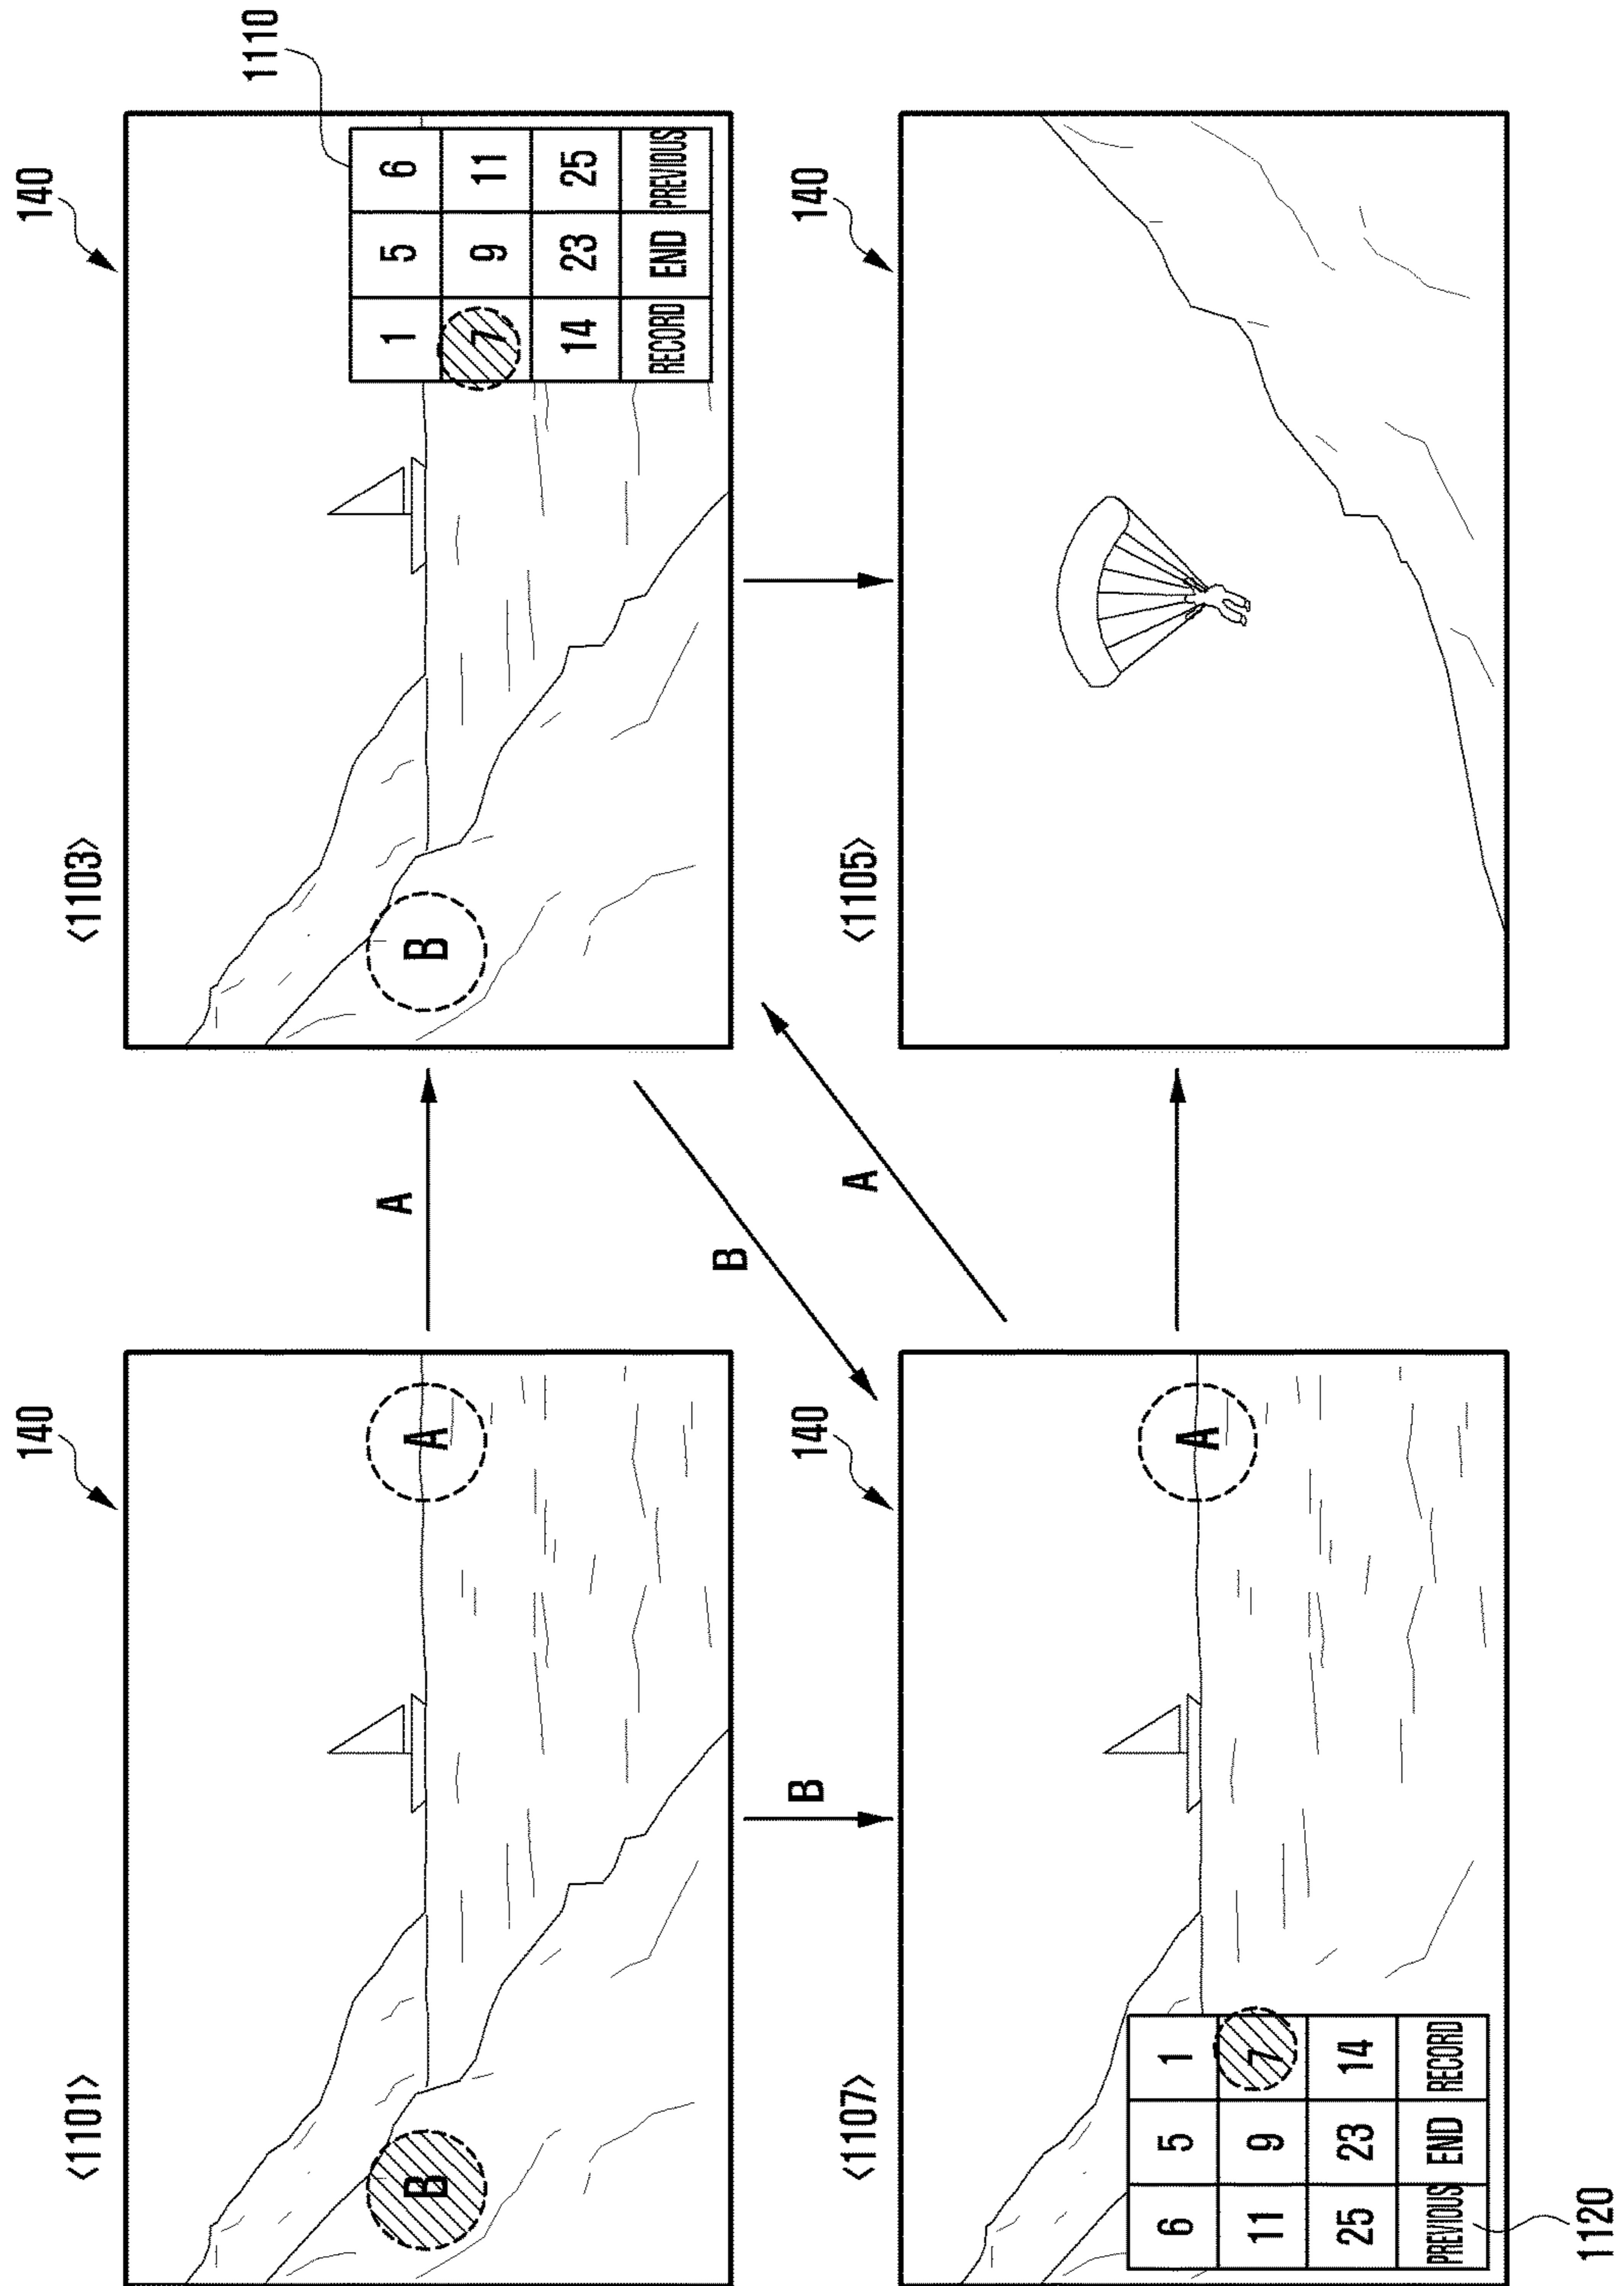 <1101>
140
B
A
A
<1103>
140
1110
B
1 5 6
7 9 11
14 23 25
RECORD END PREVIOUS
B
B
A
<1107>
140
A
6 5 1
11 9 7
25 23 14
PREVIOUS END RECORD
1120
<1105>
140